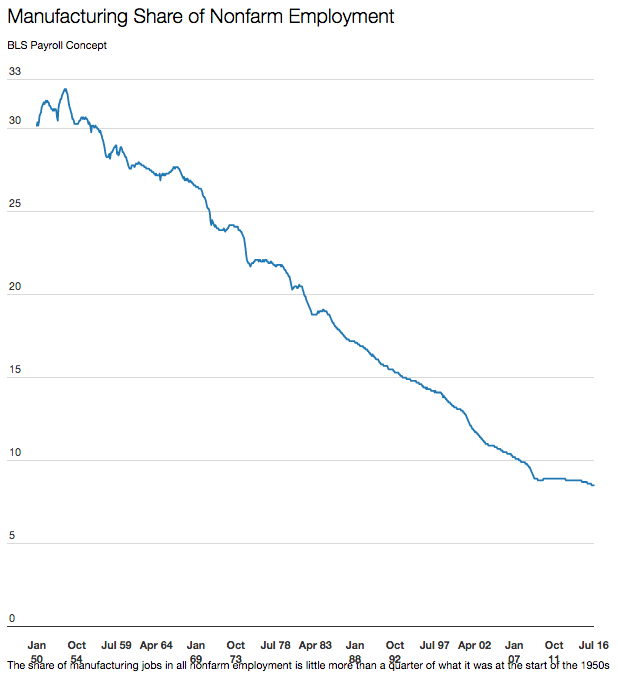 Manufacturing Share of Nonfarm Employment
BLS Payroll Concept
33
30
25
20
15
10
5
0
Jan 50 Oct 54 Jul 59 Apr 64 Jan 69 Oct 73 Jul 78 Apr 83 Jan 88 Oct 92 Jul 97 Apr 02 Jan 07 Oct 11 Jul 16
The share of manufacturing jobs in all nonfarm employment is little more than a quarter of what it was at the start of the 1950s